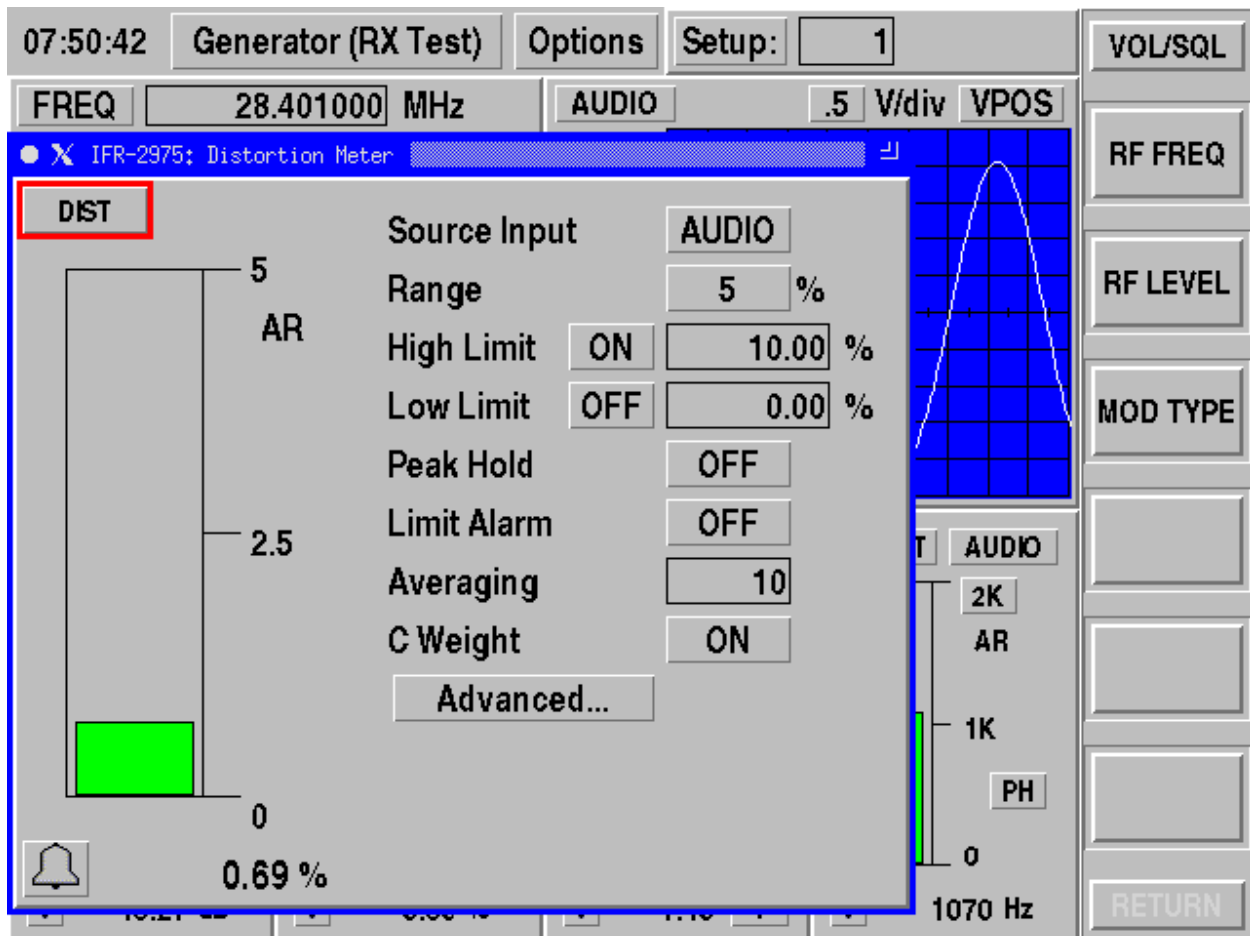 07:50:42 Generator (RX Test) Options Setup: 1 VOL/SQL
FREQ 28.401000 MHz AUDIO .5 V/div VPOS
IFR-2975: Distortion Meter
RF FREQ
DIST
Source Input AUDIO
5
Range 5 %
RF LEVEL
AR
High Limit ON 10.00 %
Low Limit OFF 0.00 %
MOD TYPE
Peak Hold OFF
Limit Alarm OFF
2.5
AUDIO
Averaging 10
2K
C Weight ON
AR
Advanced...
1K
PH
0
0
0.69 %
1070 Hz
RETURN